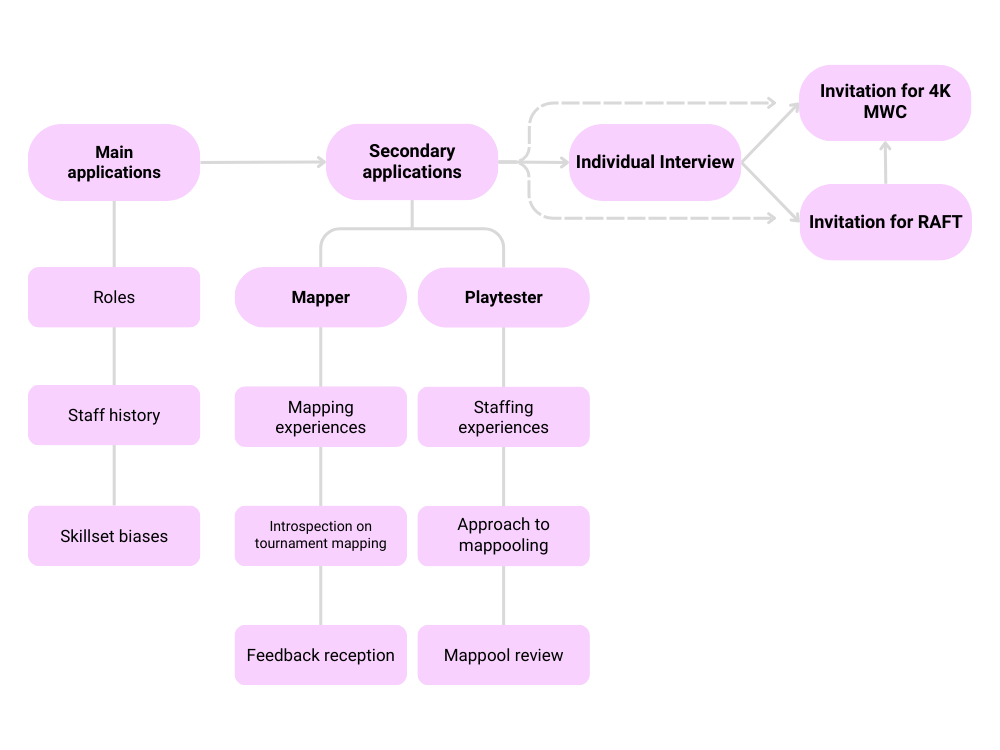 Main
applications
Secondary
applications
Individual Interview
Invitation for 4K
MWC
Invitation for RAFT
Roles
Staff history
Skillset biases
Mapper
Mapping
experiences
Introspection on
tournament mapping
Feedback reception
Playtester
Staffing
experiences
Approach to
mappooling
Mappool review